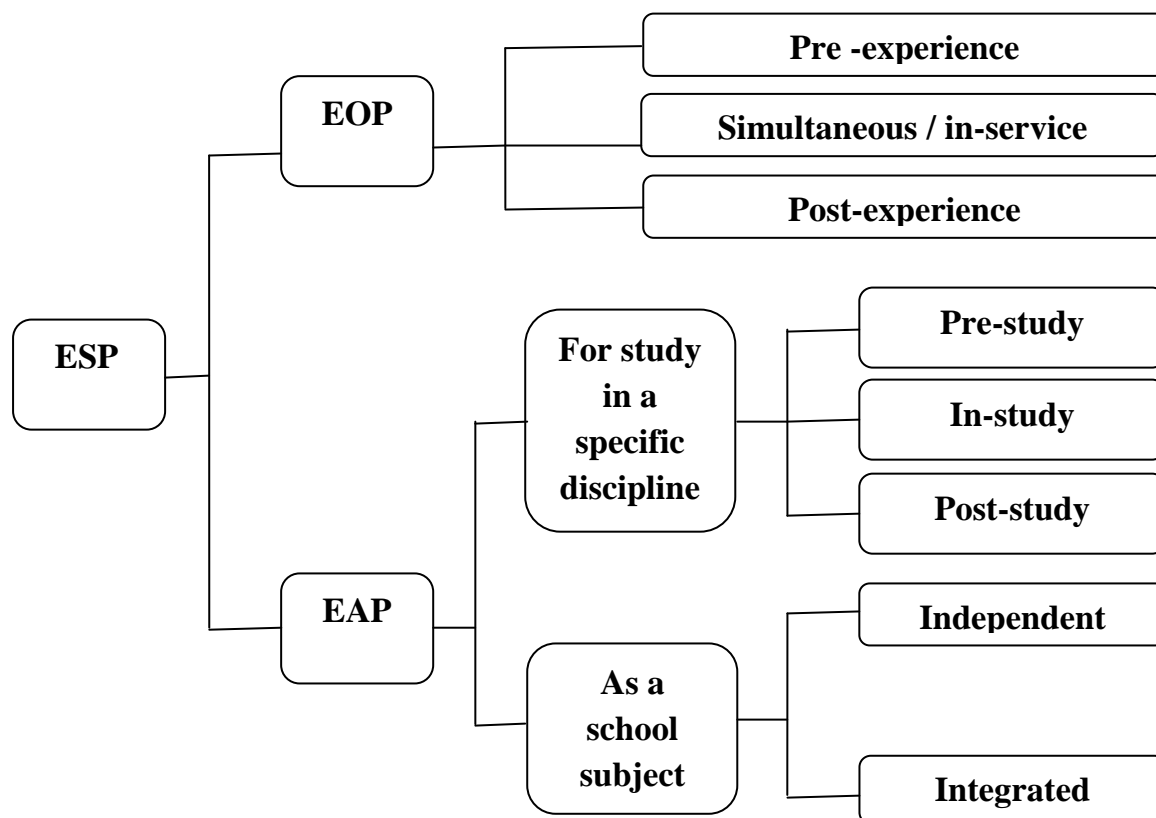 Pre -experience
EOP
Simultaneous / in-service
Post-experience
ESP
For study
in a
specific
discipline
Pre-study
In-study
Post-study
EAP
As a
school
subject
Independent
Integrated